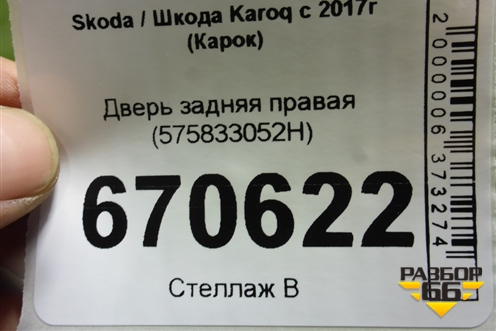 Skoda / Шкода Karoq с 2017г
(Карок)
Дверь задняя правая
(575833052H)
670622
Стеллаж В
2000006373274
РАЗБОР
66